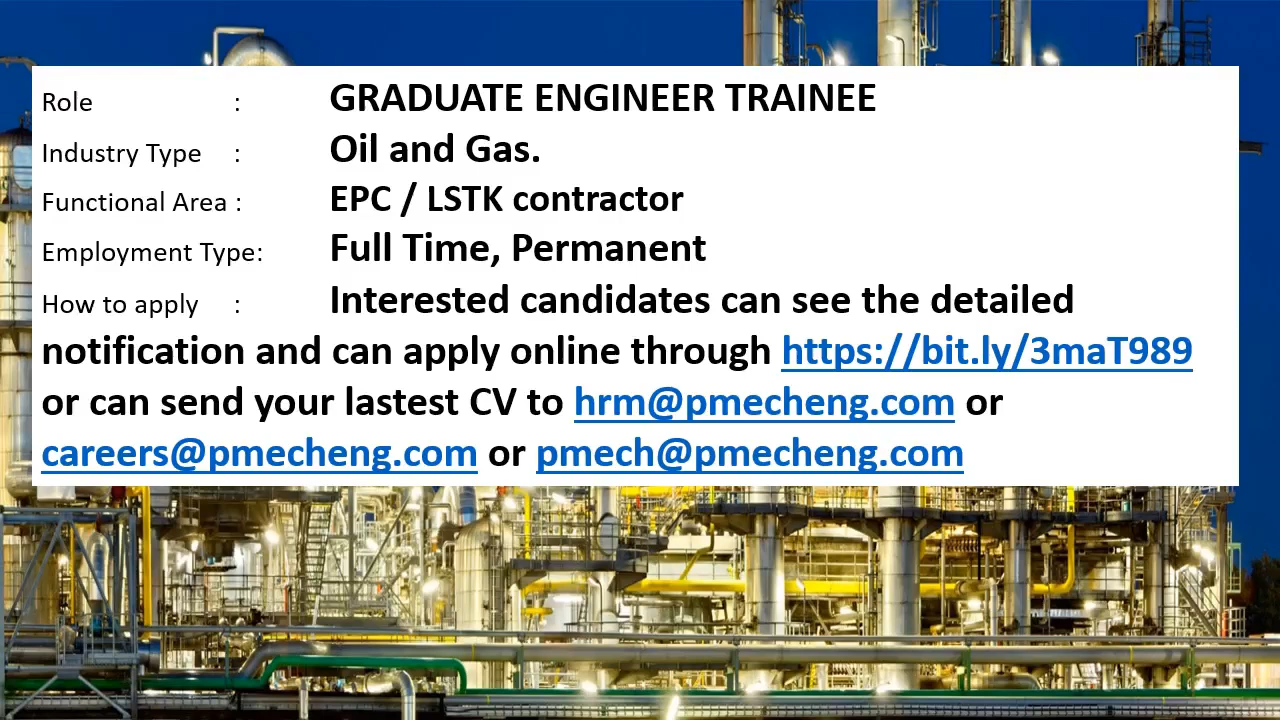 Role : GRADUATE ENGINEER TRAINEE
Industry Type : Oil and Gas.
Functional Area : EPC / LSTK contractor
Employment Type: Full Time, Permanent
How to apply : Interested candidates can see the detailed
notification and can apply online through https://bit.ly/3maT989
or can send your lastest CV to hrm@pmecheng.com or
careers@pmecheng.com or pmech@pmecheng.com